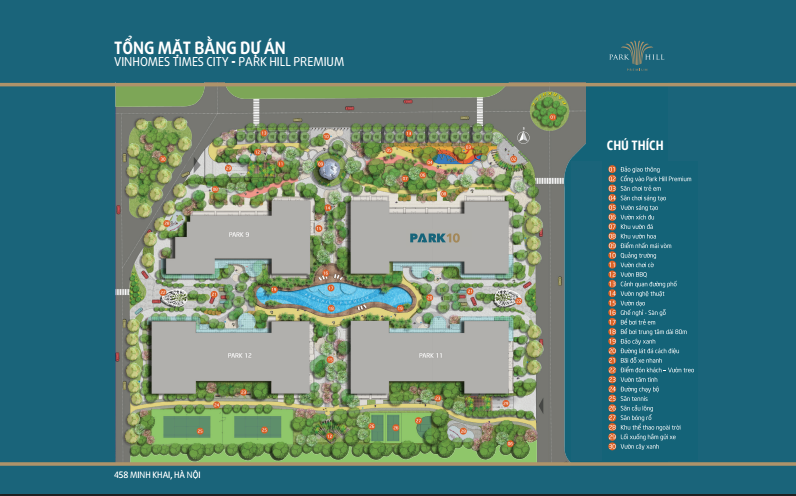 TỔNG MẶT BẰNG DỰ ÁN
VINHOMES TIMES CITY - PARK HILL PREMIUM
PARK HILL
PREMIUM
CHÚ THÍCH
01 Đảo giao thông
02 Cổng vào Park Hill Premium
03 Sân chơi trẻ em
04 Sân chơi sáng tạo
05 Vườn sáng tạo
06 Vườn xích đu
07 Khu vườn đá
08 Khu vườn hoa
09 Điểm nhấn mái vòm
10 Quảng trường
11 Vườn chơi cờ
12 Vườn BBQ
13 Cảnh quan đường phố
14 Vườn nghệ thuật
15 Vườn dạo
16 Ghế nghỉ - Sàn gỗ
17 Bể bơi trẻ em
18 Bể bơi trung tâm dài 80m
19 Đảo cây xanh
20 Đường lát đá cách điệu
21 Bãi đỗ xe nhanh
22 Điểm đón khách - Vườn treo
23 Vườn tâm tình
24 Đường chạy bộ
25 Sân tennis
26 Sân cầu lông
27 Sân bóng rổ
28 Khu thể thao ngoài trời
29 Lối xuống hầm gửi xe
30 Vườn cây xanh
PARK 9
PARK10
PARK 12
PARK 11
458 MINH KHAI, HÀ NỘI